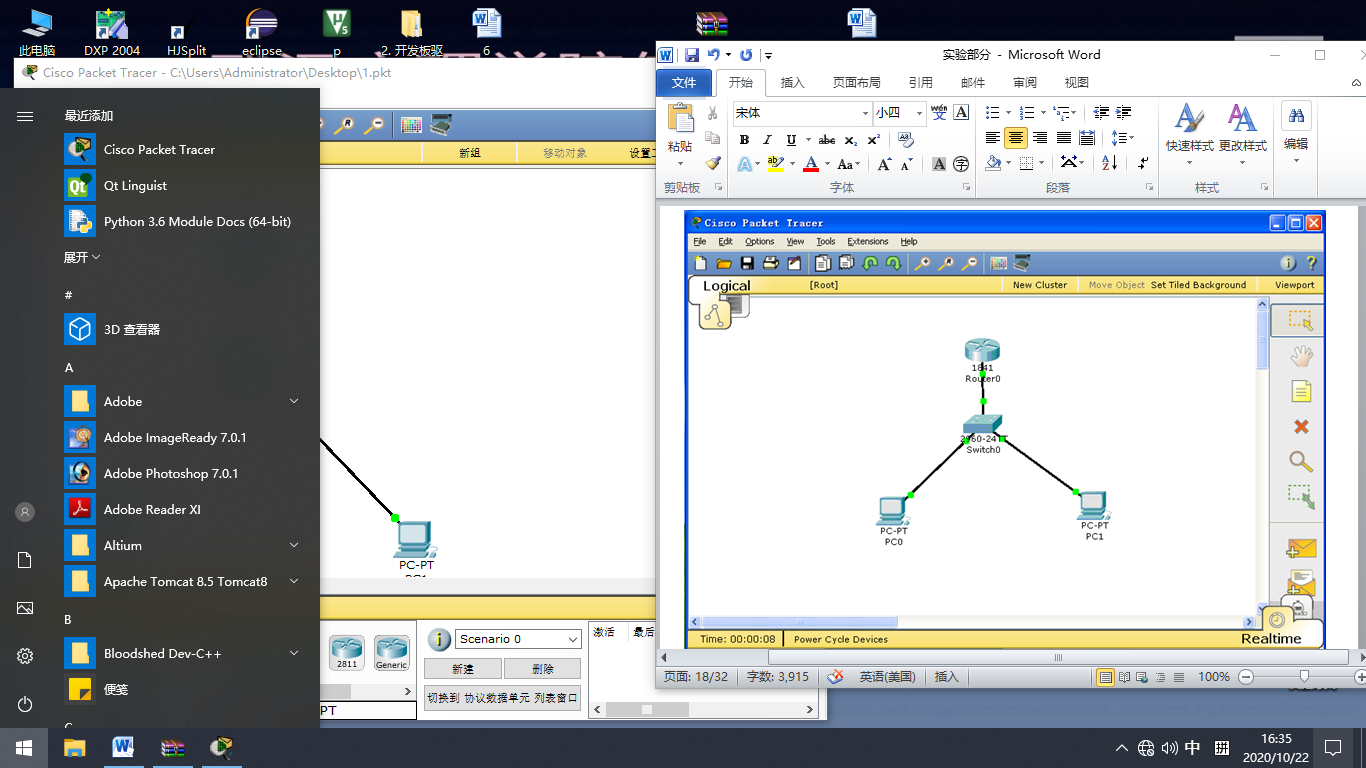 此电脑
DXP 2004
HJSplit
eclipse
p
2. 开发板驱
6
Cisco Packet Tracer - C:\Users\Administrator\Desktop\1.pkt
最近添加
Cisco Packet Tracer
Qt Linguist
Python 3.6 Module Docs (64-bit)
展开
#
3D 查看器
A
Adobe
Adobe ImageReady 7.0.1
Adobe Photoshop 7.0.1
Adobe Reader XI
Altium
Apache Tomcat 8.5 Tomcat8
B
Bloodshed Dev-C++
便笺
新组
移动对象
PC-PT
2811
Generic
Scenario 0
新建
删除
切换到 协议数据单元 列表窗口
激活
最后
PT
实验部分 - Microsoft Word
文件
开始
插入
页面布局
引用
邮件
审阅
视图
粘贴
剪贴板
宋体
小四
字体
段落
快速样式
更改样式
样式
编辑
Cisco Packet Tracer
File Edit Options View Tools Extensions Help
Logical
[Root]
New Cluster
Move Object
Set Tiled Background
Viewport
1841
Router0
Switch0
PC-PT
PC0
PC-PT
PC1
Time: 00:00:08
Power Cycle Devices
Realtime
页面: 18/32
字数: 3,915
英语(美国)
插入
100%
中
拼
16:35
2020/10/22